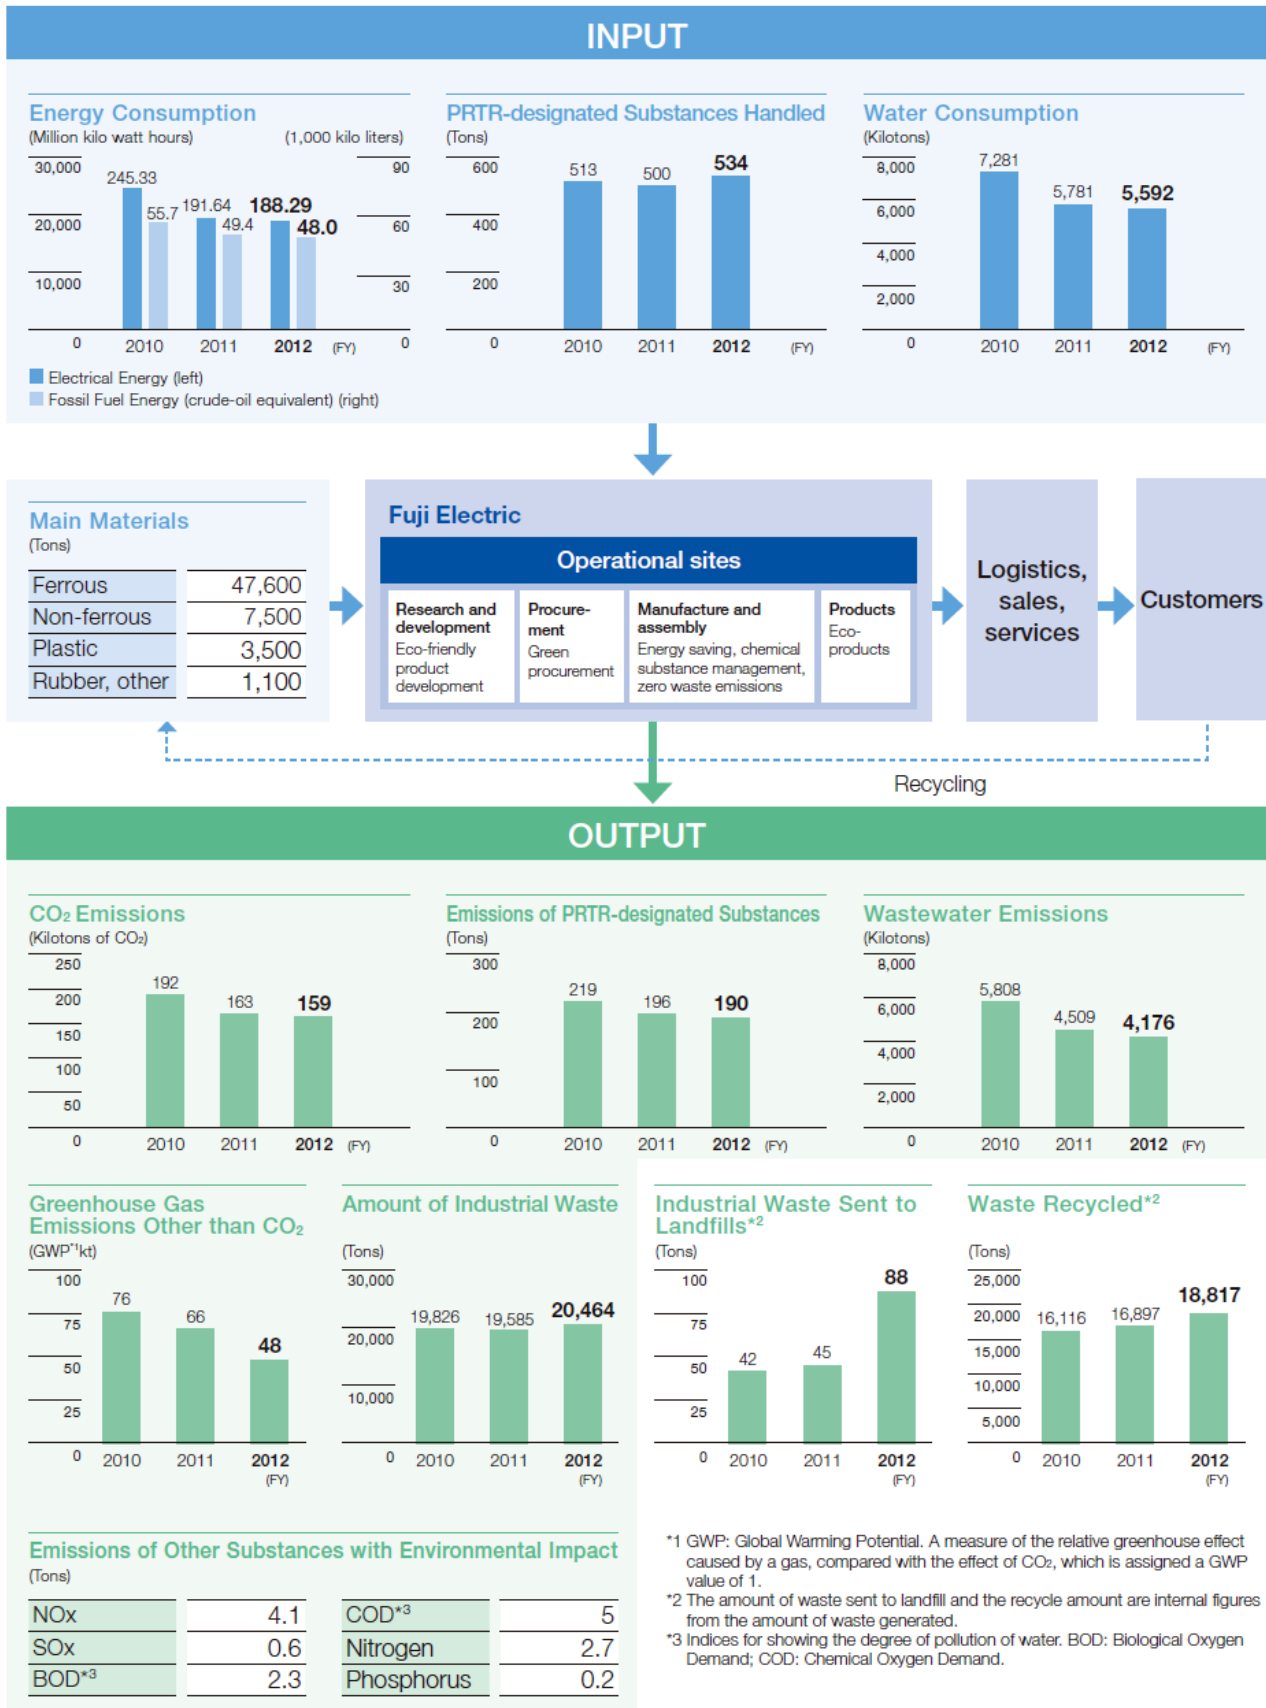 INPUT
Energy Consumption
(Million kilo watt hours) (1,000 kilo liters)
30,000
20,000
10,000
0
90
60
30
0
245.33
55.7
191.64
49.4
188.29
48.0
2010 2011 2012 (FY)
Electrical Energy (left)
Fossil Fuel Energy (crude-oil equivalent) (right)
PRTR-designated Substances Handled
(Tons)
600
400
200
0
513
500
534
2010 2011 2012 (FY)
Water Consumption
(Kilotons)
8,000
6,000
4,000
2,000
0
7,281
5,781
5,592
2010 2011 2012 (FY)
Main Materials
(Tons)
Ferrous 47,600
Non-ferrous 7,500
Plastic 3,500
Rubber, other 1,100
Fuji Electric
Operational sites
Research and
development
Eco-friendly
product
development
Procure-
ment
Green
procurement
Manufacture and
assembly
Energy saving, chemical
substance management,
zero waste emissions
Products
Eco-
products
Logistics,
sales,
services
Customers
Recycling
OUTPUT
CO2 Emissions
(Kilotons of CO2)
250
200
150
100
50
0
192
163
159
2010 2011 2012 (FY)
Emissions of PRTR-designated Substances
(Tons)
300
200
100
0
219
196
190
2010 2011 2012 (FY)
Wastewater Emissions
(Kilotons)
8,000
6,000
4,000
2,000
0
5,808
4,509
4,176
2010 2011 2012 (FY)
Greenhouse Gas
Emissions Other than CO2
(GWP*1kt)
100
75
50
25
0
76
66
48
2010 2011 2012
(FY)
Amount of Industrial Waste
(Tons)
30,000
20,000
10,000
0
19,826
19,585
20,464
2010 2011 2012
(FY)
Industrial Waste Sent to
Landfills*2
(Tons)
100
75
50
25
0
42
45
88
2010 2011 2012
(FY)
Waste Recycled*2
(Tons)
25,000
20,000
15,000
10,000
5,000
0
16,116
16,897
18,817
2010 2011 2012
(FY)
Emissions of Other Substances with Environmental Impact
(Tons)
NOx 4.1
SOx 0.6
BOD*3 2.3
COD*3 5
Nitrogen 2.7
Phosphorus 0.2
*1 GWP: Global Warming Potential. A measure of the relative greenhouse effect
caused by a gas, compared with the effect of CO2, which is assigned a GWP
value of 1.
*2 The amount of waste sent to landfill and the recycle amount are internal figures
from the amount of waste generated.
*3 Indices for showing the degree of pollution of water. BOD: Biological Oxygen
Demand; COD: Chemical Oxygen Demand.